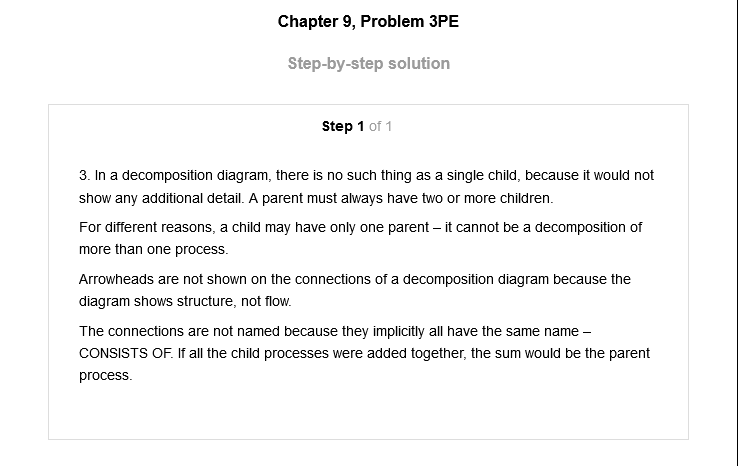 Chapter 9, Problem 3PE
Step-by-step solution
Step 1 of 1
3. In a decomposition diagram, there is no such thing as a single child, because it would not
show any additional detail. A parent must always have two or more children.
For different reasons, a child may have only one parent – it cannot be a decomposition of
more than one process.
Arrowheads are not shown on the connections of a decomposition diagram because the
diagram shows structure, not flow.
The connections are not named because they implicitly all have the same name –
CONSISTS OF. If all the child processes were added together, the sum would be the parent
process.